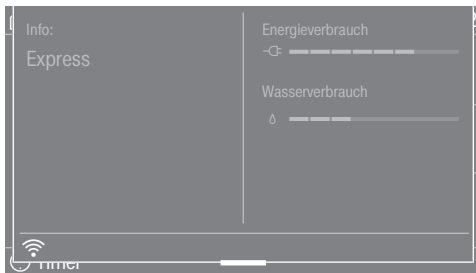 Info:
Express
Energieverbrauch
Wasserverbrauch
Timer